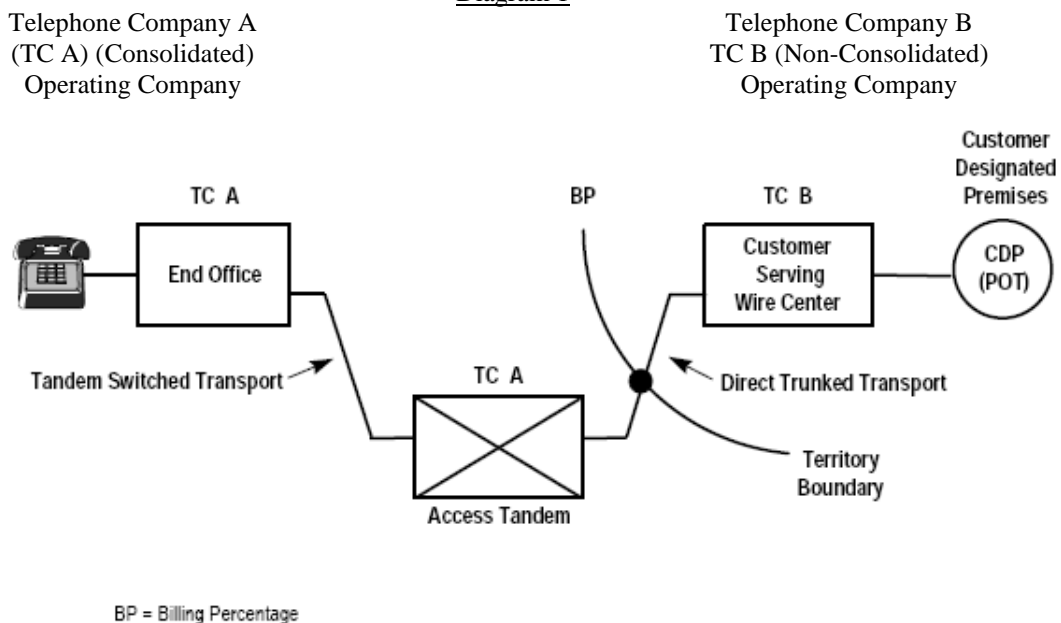 Diagram 1
Telephone Company A
(TC A) (Consolidated)
Operating Company
Telephone Company B
TC B (Non-Consolidated)
Operating Company
Customer
Designated
Premises
TC A
BP
TC B
End Office
Customer
Serving
Wire Center
CDP
(POT)
Tandem Switched Transport
TC A
Direct Trunked Transport
Territory
Boundary
Access Tandem
BP = Billing Percentage